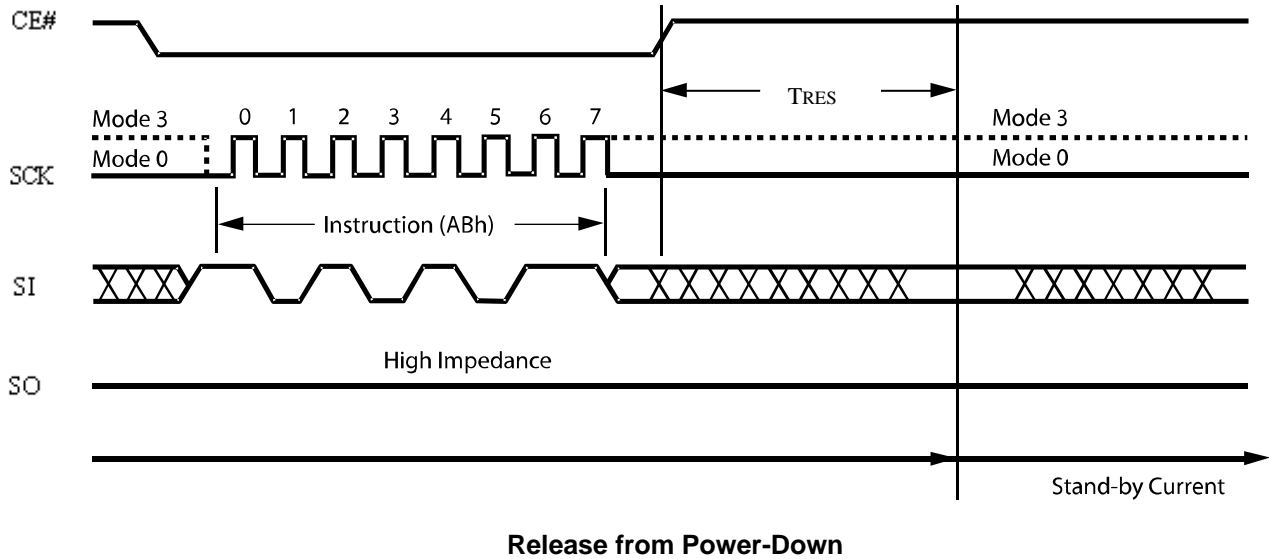 CE#
TRES
Mode 3
0 1 2 3 4 5 6 7
Mode 3
Mode 0
Mode 0
SCK
Instruction (ABh)
SI
High Impedance
SO
Stand-by Current
Release from Power-Down